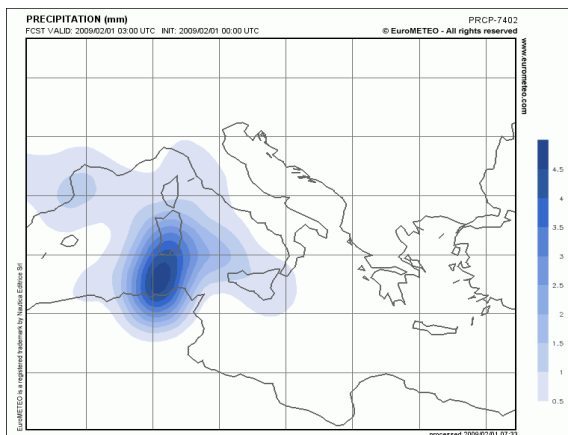 PRECIPITATION (mm)
PRCP-7402
FCST VALID: 2009/02/01 03:00 UTC INIT: 2009/02/01 00:00 UTC
© EuroMETEO - All rights reserved
www.eurometeo.com
4.5
4
3.5
3
2.5
2
1.5
1
0.5
EuroMETEO is a registered trademark by Nautica Editrice Srl
processed 2009/02/01 07:33